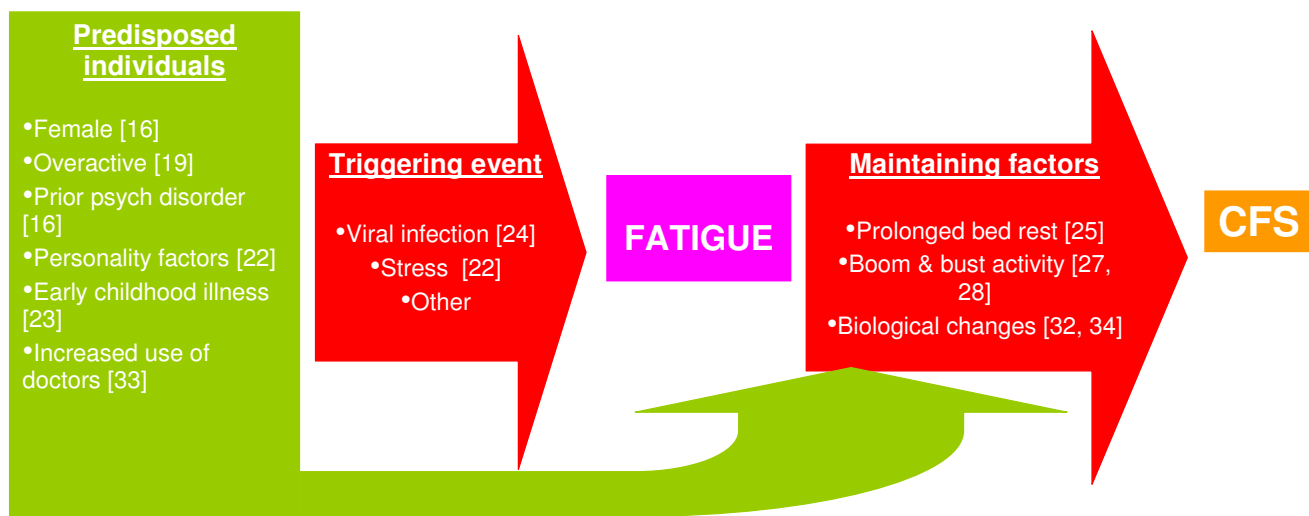 Predisposed
individuals
•Female [16]
•Overactive [19]
•Prior psych disorder
[16]
•Personality factors [22]
•Early childhood illness
[23]
•Increased use of
doctors [33]
Triggering event
•Viral infection [24]
•Stress  [22]
•Other
FATIGUE
Maintaining factors
•Prolonged bed rest [25]
•Boom & bust activity [27,
28]
•Biological changes [32, 34]
CFS